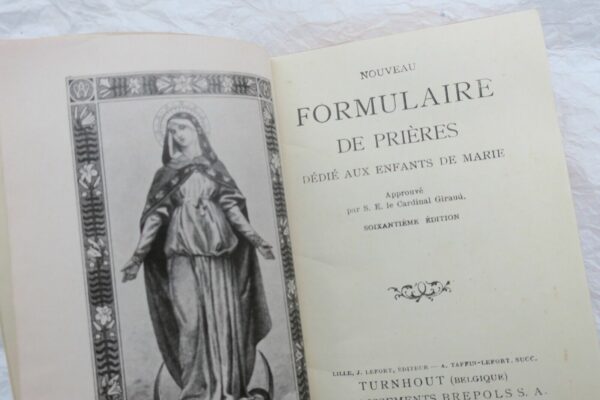 NOUVEAU
FORMULAIRE
DE PRIÈRES
DÉDIÉ AUX ENFANTS DE MARIE
Approuvé
par S. E. le Cardinal Giraud,
SOIXANTIÈME ÉDITION
LILLE, J. LEFORT, ÉDITEUR — A. TAFFIN-LEFORT, SUCC.
TURNHOUT (BELGIQUE)
BREPOLS S. A.